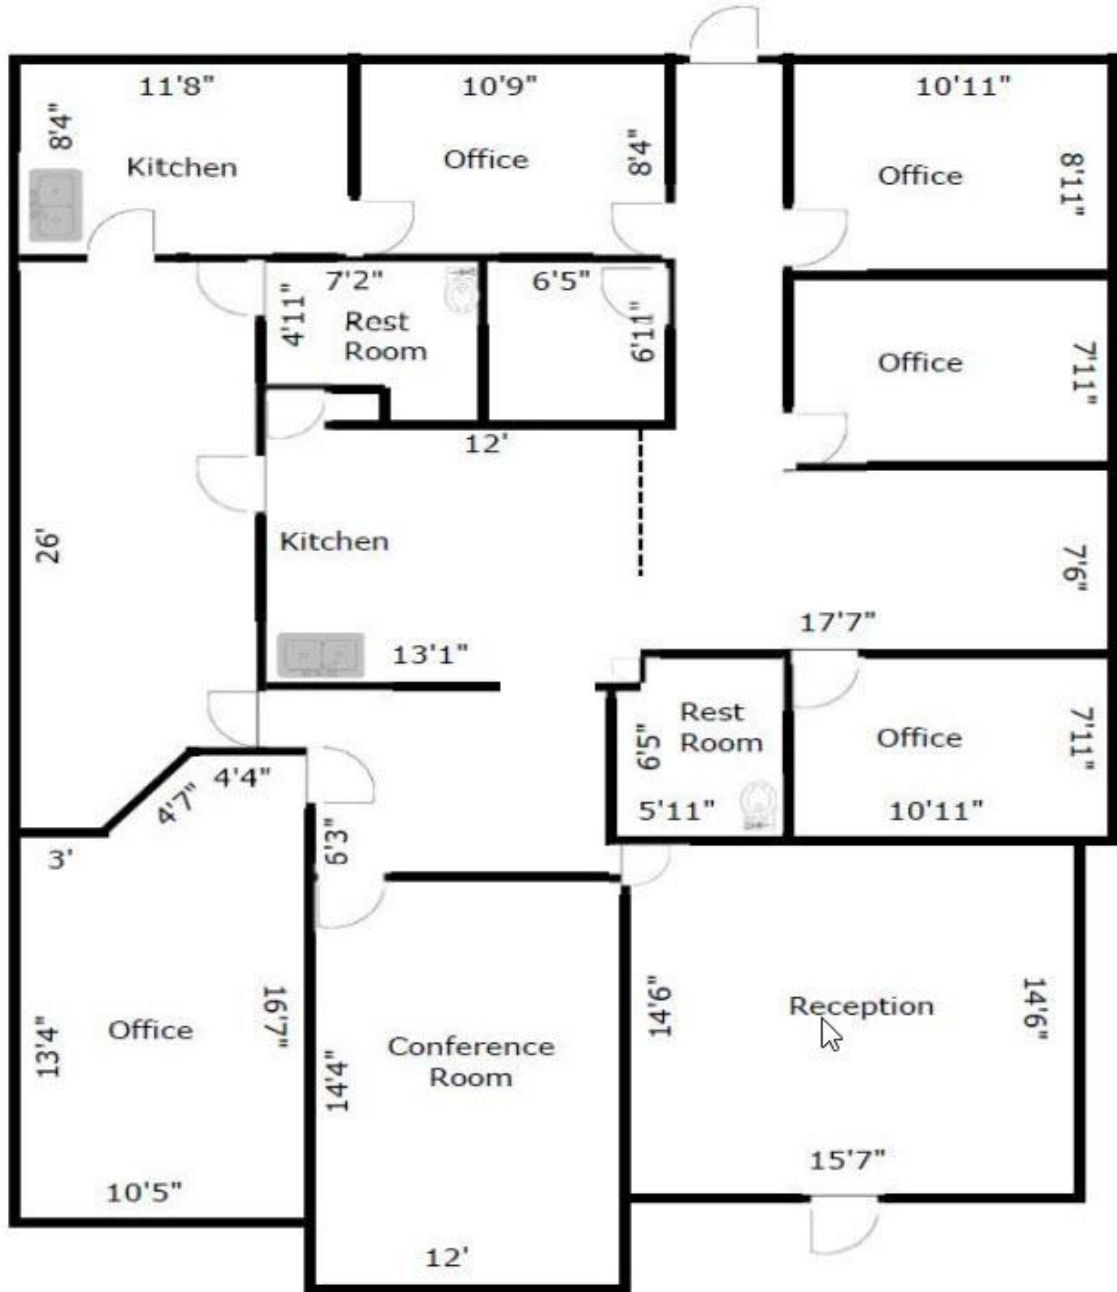 11'8"
10'9"
10'11"
8'4"
Kitchen
Office
8'4"
Office
8'11"
7'2"
6'5"
4'11"
Rest
Room
6'11"
Office
7'11"
12'
26'
Kitchen
7'6"
13'1"
17'7"
4'4"
4'7"
Rest
Room
6'5"
5'11"
Office
7'11"
10'11"
3'
6'3"
13'4"
Office
16'7"
14'4"
Conference
Room
14'6"
Reception
14'6"
10'5"
12'
15'7"